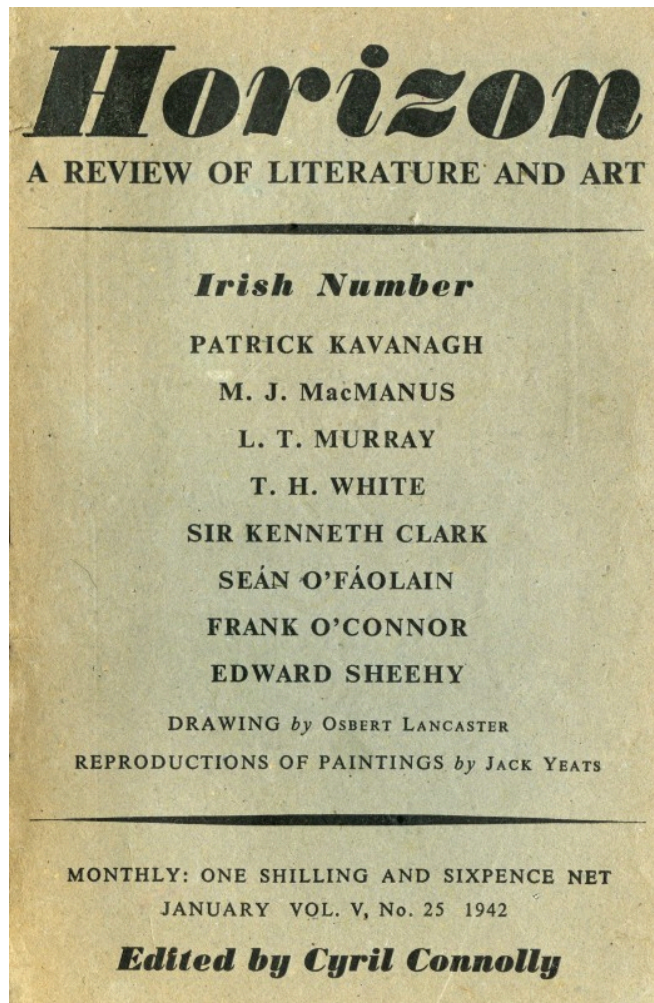 Horizon
A REVIEW OF LITERATURE AND ART
Irish Number
PATRICK KAVANAGH
M. J. MacMANUS
L. T. MURRAY
T. H. WHITE
SIR KENNETH CLARK
SEÁN O'FÁOLAIN
FRANK O'CONNOR
EDWARD SHEEHY
DRAWING by OSBERT LANCASTER
REPRODUCTIONS OF PAINTINGS by JACK YEATS
MONTHLY: ONE SHILLING AND SIXPENCE NET
JANUARY VOL. V, No. 25 1942
Edited by Cyril Connolly